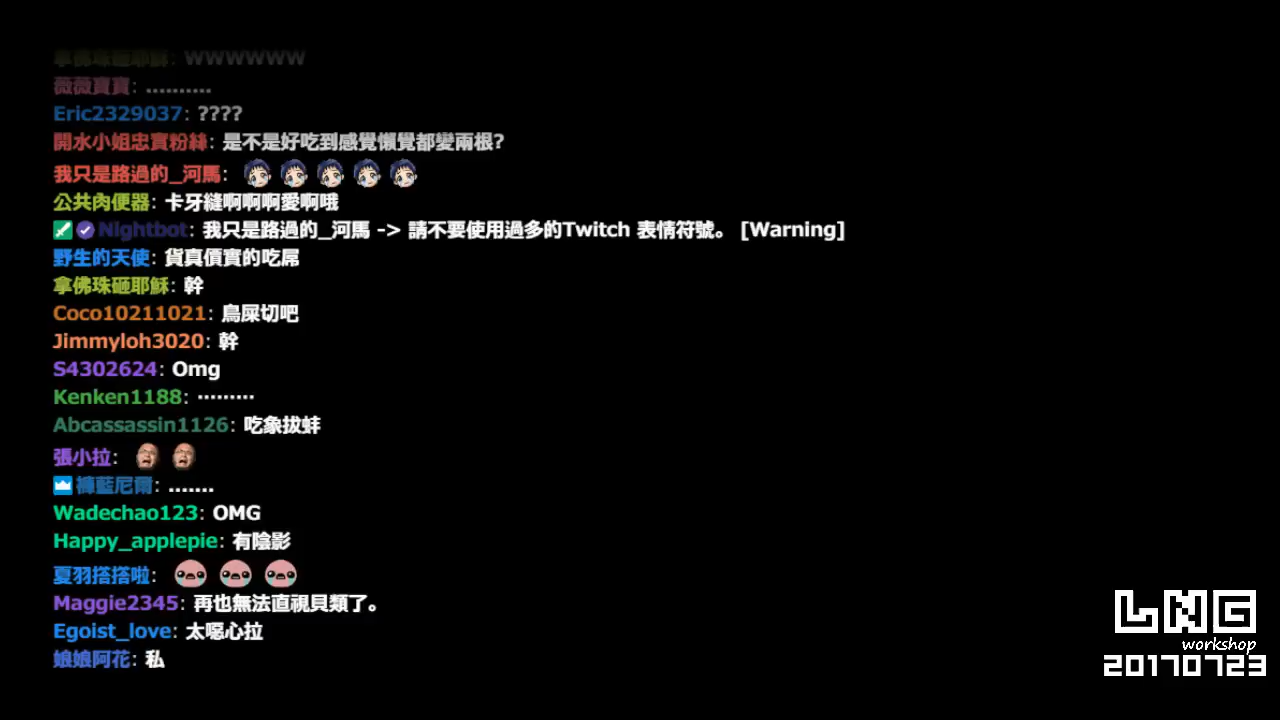 拿佛珠砸耶穌: WWWWWW
薇薇寶寶: ..........
Eric2329037: ????
開水小姐忠實粉絲: 是不是好吃到感覺懶覺都變兩根?
我只是路過的_河馬:
公共肉便器: 卡牙縫啊啊啊愛啊哦
Nightbot: 我只是路過的_河馬 -> 請不要使用過多的Twitch 表情符號。 [Warning]
野生的天使: 貨真價實的吃屌
拿佛珠砸耶穌: 幹
Coco10211021: 鳥屎切吧
Jimmyloh3020: 幹
S4302624: Omg
Kenken1188: ·········
Abcassassin1126: 吃象拔蚌
張小拉:
褲藍尼爾: .......
Wadechao123: OMG
Happy_applepie: 有陰影
夏羽搭搭啦:
Maggie2345: 再也無法直視貝類了。
Egoist_love: 太噁心拉
娘娘阿花: 私
LNG
workshop
20170723